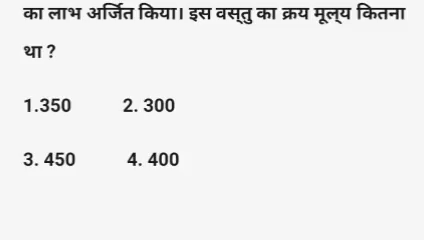 का लाभ अर्जित किया। इस वस्तु का क्रय मूल्य कितना
था ?
1.350 2. 300
3. 450 4. 400